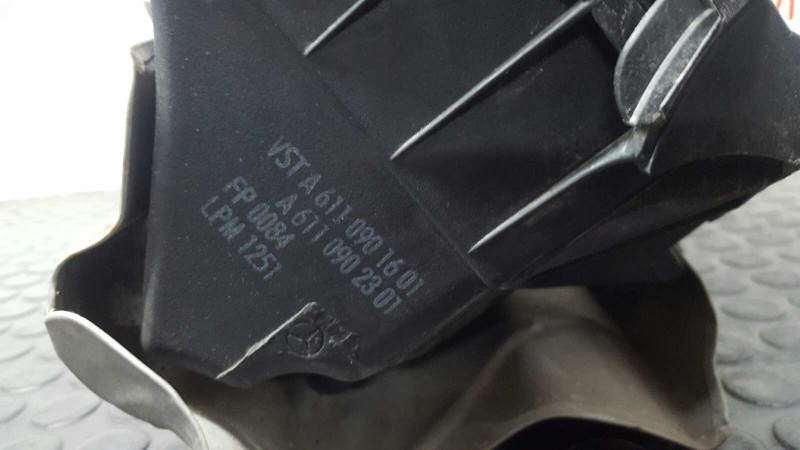 VST A 611 090 16 01
A 611 090 23 01
FP 0084
LPM 1251